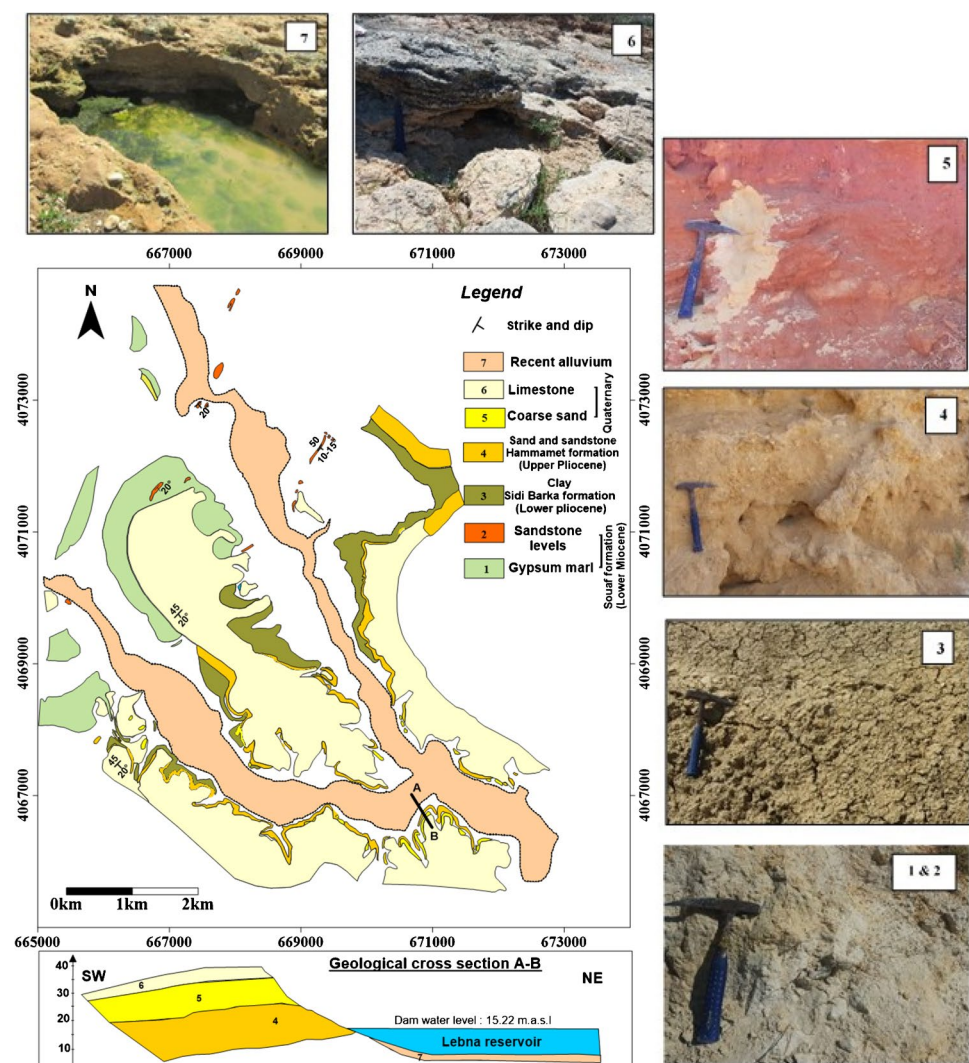 7
6
5
4
3
1 & 2
667000
669000
671000
673000
4073000
4071000
4069000
4067000
4073000
4071000
4069000
4067000
N
Legend
Strike and dip
7 Recent alluvium
6 Limestone
5 Coarse sand
Quaternary
4 Sand and sandstone
Hammamet formation
(Upper Pliocene)
3 Clay
Sidi Barka formation
(Lower pliocene)
2 Sandstone
levels
1 Gypsum marl
Souaf formation
(Lower Miocene)
20°
50
10-15°
20°
45
20°
45
20°
A
B
0km 1km 2km
665000
667000
669000
671000
673000
Geological cross section A-B
SW
NE
40
30
20
10
6
5
4
7
Dam water level : 15.22 m.a.s.l
Lebna reservoir